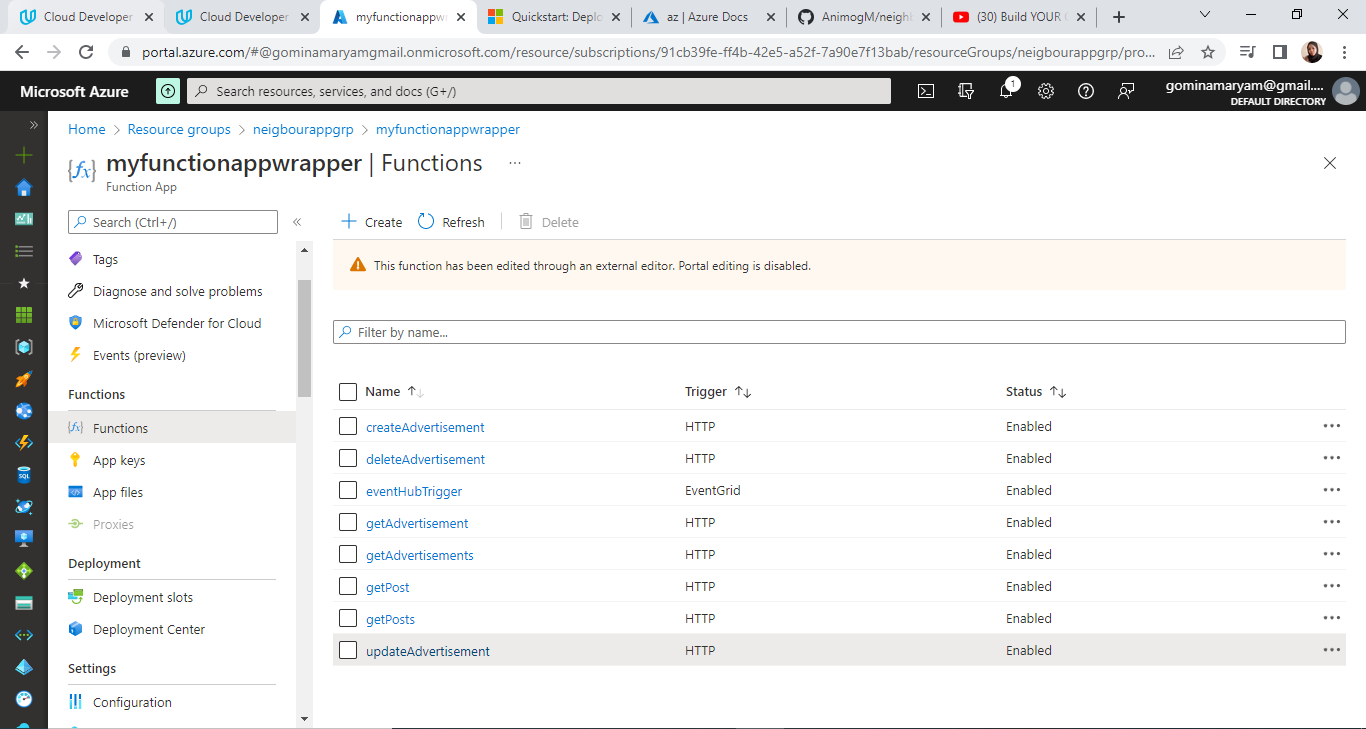 Cloud Developer
Cloud Developer
myfunctionappw
Quickstart: Deplo
az | Azure Docs
AnimogM/neighb
(30) Build YOUR
portal.azure.com/#@gominamaryamgmail.onmicrosoft.com/resource/subscriptions/91cb39fe-ff4b-42e5-a52f-7a90e7f13bab/resourceGroups/neigbourappgrp/pro...
Microsoft Azure
Search resources, services, and docs (G+/)
1
gominamaryam@gmail....
DEFAULT DIRECTORY
Home > Resource groups > neigbourappgrp > myfunctionappwrapper
myfunctionappwrapper | Functions ...
Function App
Search (Ctrl+/)
Create
Refresh
Delete
This function has been edited through an external editor. Portal editing is disabled.
Tags
Diagnose and solve problems
Microsoft Defender for Cloud
Events (preview)
Functions
Functions
App keys
App files
Proxies
Deployment
Deployment slots
Deployment Center
Settings
Configuration
SQL
Filter by name...
Name Trigger Status
createAdvertisement HTTP Enabled
deleteAdvertisement HTTP Enabled
eventHubTrigger EventGrid Enabled
getAdvertisement HTTP Enabled
getAdvertisements HTTP Enabled
getPost HTTP Enabled
getPosts HTTP Enabled
updateAdvertisement HTTP Enabled